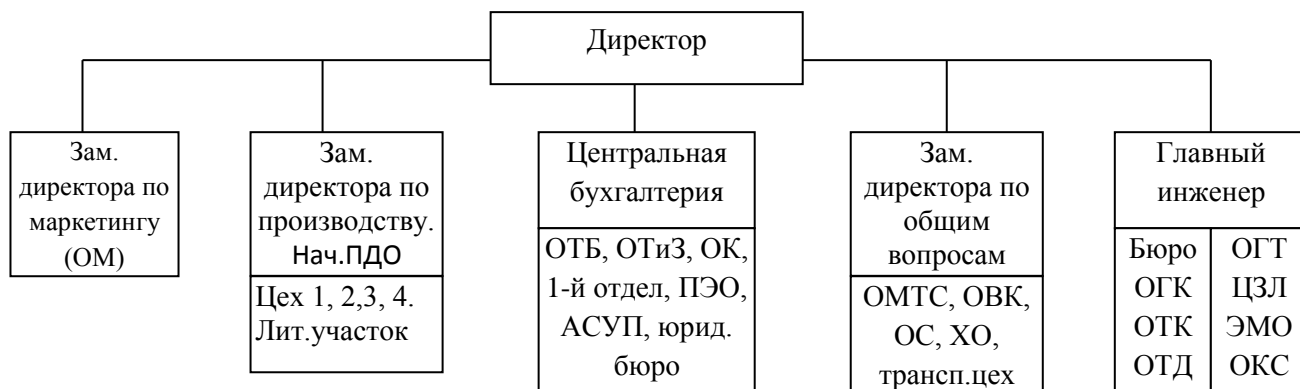 Директор
Зам.
директора по
маркетингу
(ОМ)
Зам.
директора по
производству.
Нач.ПДО
Цех 1, 2,3, 4.
Лит.участок
Центральная
бухгалтерия
ОТБ, ОТиЗ, ОК,
1-й отдел, ПЭО,
АСУП, юрид.
бюро
Зам.
директора по
общим
вопросам
ОМТС, ОВК,
ОС, ХО,
трансп.цех
Главный
инженер
Бюро
ОГК
ОТК
ОТД
ОГТ
ЦЗЛ
ЭМО
ОКС